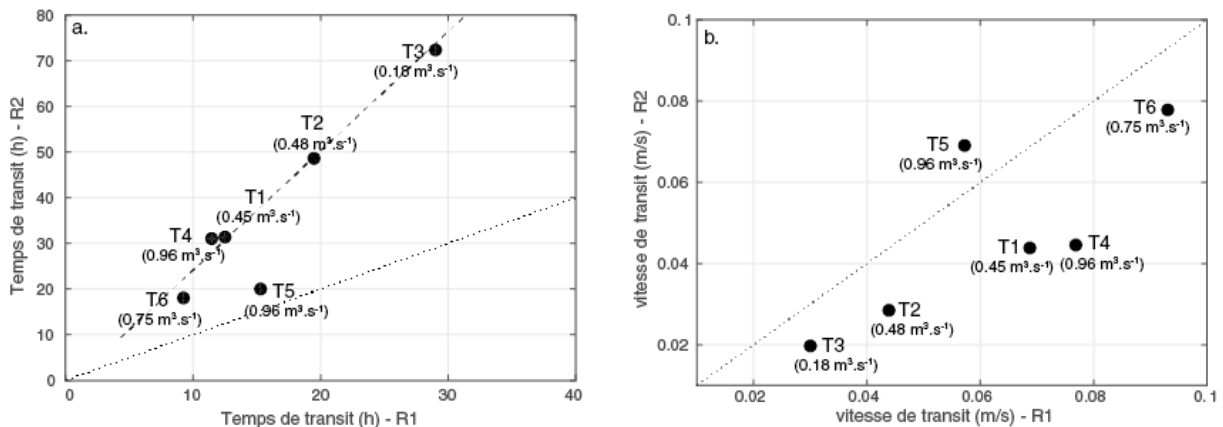 a.
80
70
60
50
40
30
20
10
0
Temps de transit (h) - R2
T3
(0.18 m³.s⁻¹)
T2
(0.48 m³.s⁻¹)
T1
(0.45 m³.s⁻¹)
T4
(0.96 m³.s⁻¹)
T6
(0.75 m³.s⁻¹)
T5
(0.96 m³.s⁻¹)
0 10 20 30 40
Temps de transit (h) - R1
b.
0.1
0.08
0.06
0.04
0.02
vitesse de transit (m/s) - R2
T6
(0.75 m³.s⁻¹)
T5
(0.96 m³.s⁻¹)
T1
(0.45 m³.s⁻¹)
T4
(0.96 m³.s⁻¹)
T2
(0.48 m³.s⁻¹)
T3
(0.18 m³.s⁻¹)
0.02 0.04 0.06 0.08 0.1
vitesse de transit (m/s) - R1